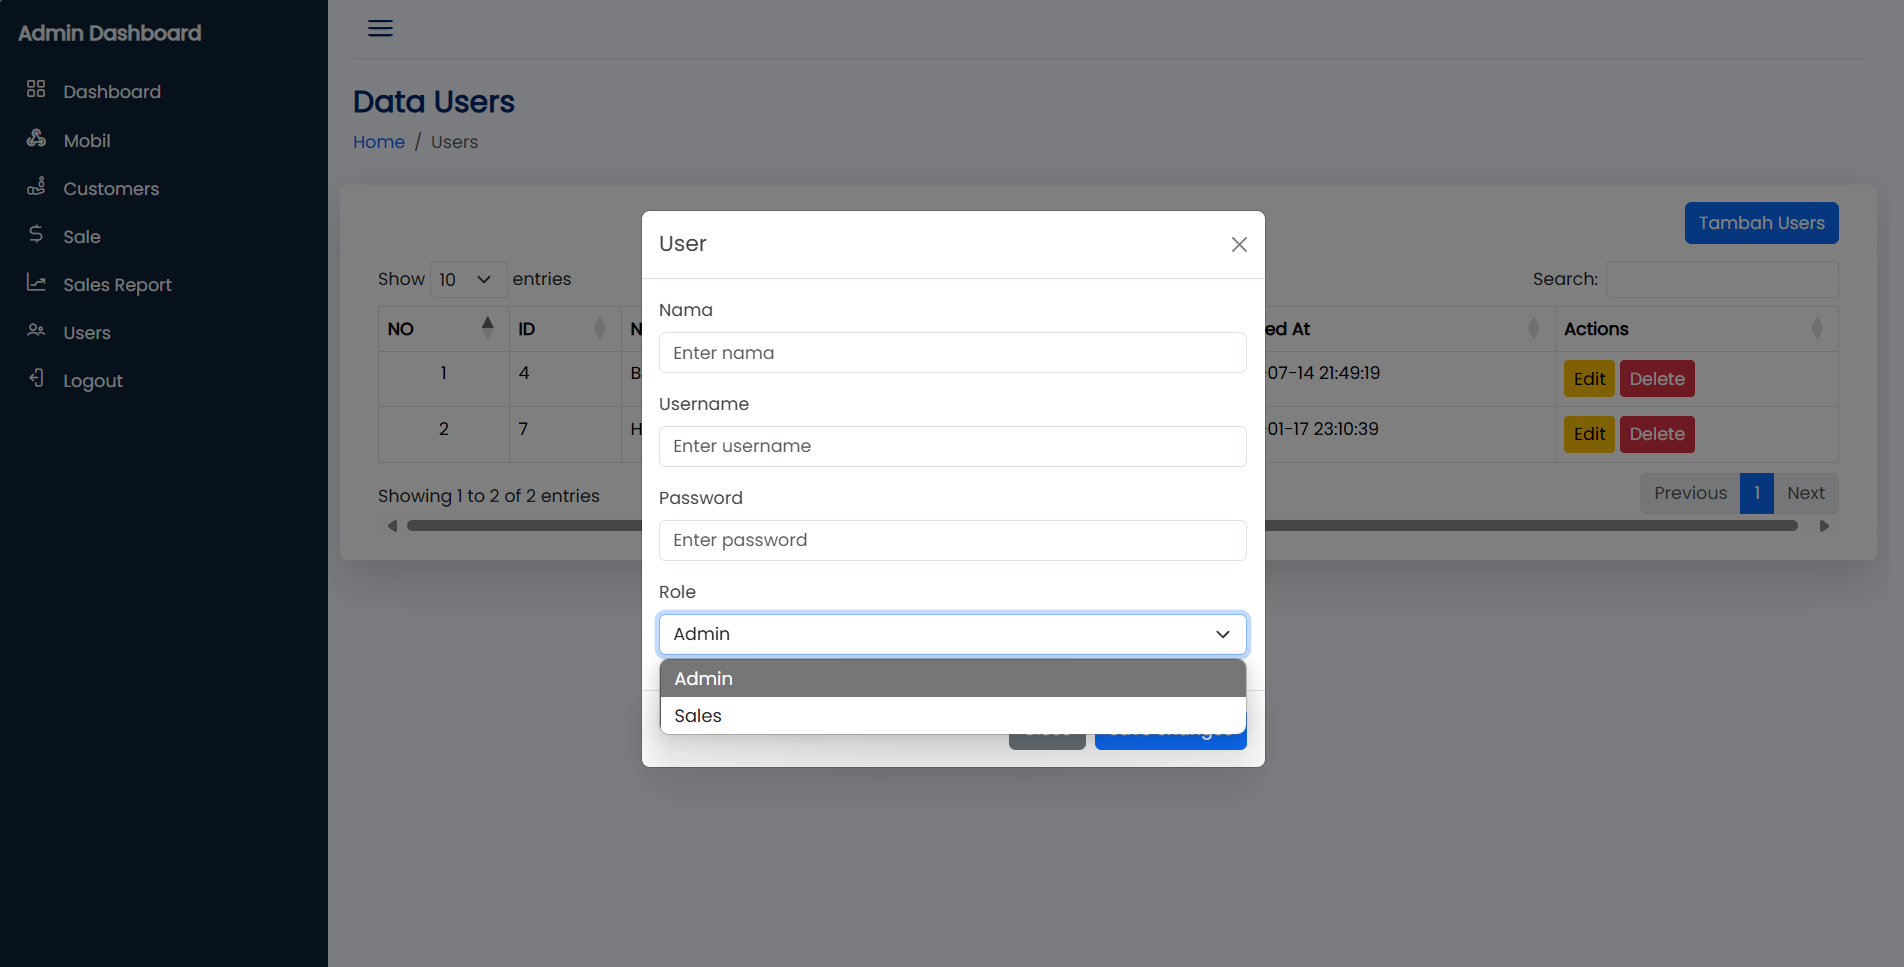 Admin Dashboard
Dashboard
Mobil
Customers
Sale
Sales Report
Users
Logout
Data Users
Home / Users
Tambah Users
Show 10 entries
Search:
NO ID N ed At Actions
1 4 B -07-14 21:49:19 Edit Delete
2 7 H -01-17 23:10:39 Edit Delete
Showing 1 to 2 of 2 entries
Previous 1 Next
User
Nama
Enter nama
Username
Enter username
Password
Enter password
Role
Admin
Admin
Sales